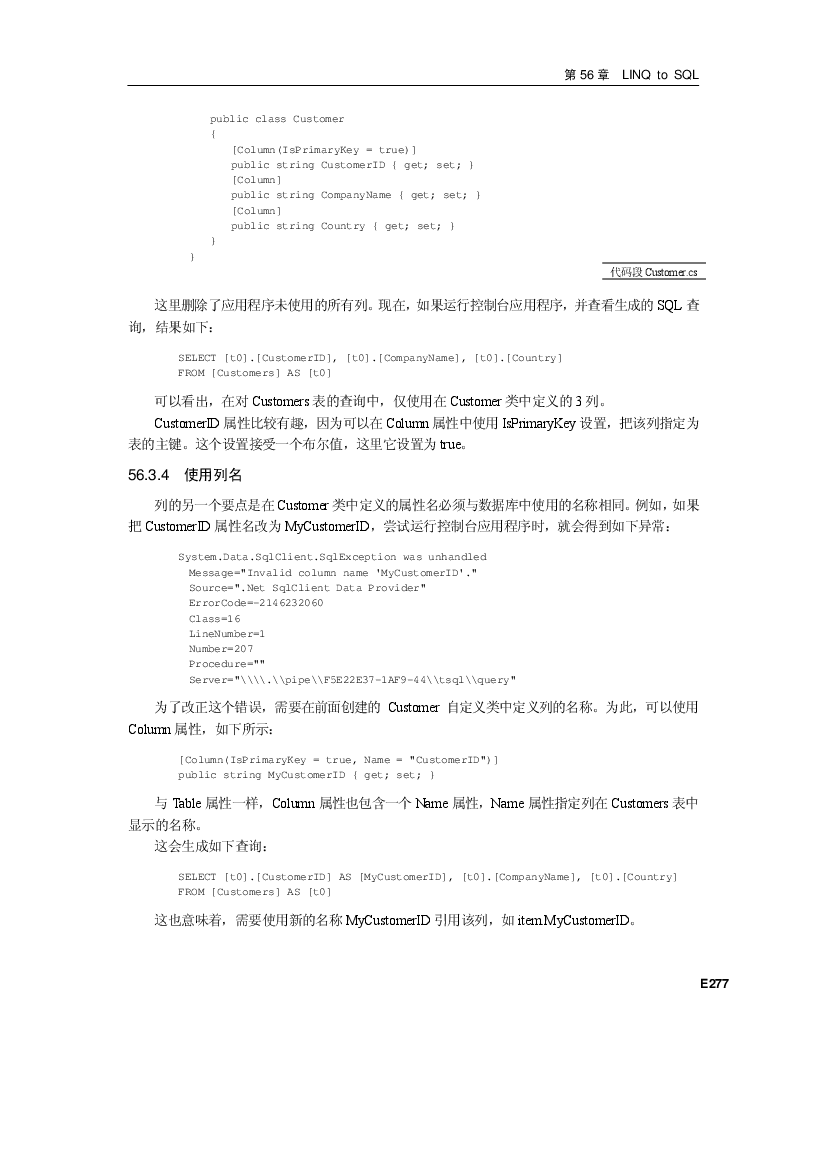 第 56 章 LINQ to SQL
public class Customer
{
[Column(IsPrimaryKey = true)]
public string CustomerID { get; set; }
[Column]
public string CompanyName { get; set; }
[Column]
public string Country { get; set; }
}
}
代码段 Customer.cs
这里删除了应用程序未使用的所有列。现在，如果运行控制台应用程序，并查看生成的 SQL 查
询，结果如下：
SELECT [t0].[CustomerID], [t0].[CompanyName], [t0].[Country]
FROM [Customers] AS [t0]
可以看出，在对 Customers 表的查询中，仅使用在 Customer 类中定义的 3 列。
CustomerID 属性比较有趣，因为可以在 Column 属性中使用 IsPrimaryKey 设置，把该列指定为
表的主键。这个设置接受一个布尔值，这里它设置为 true。
56.3.4 使用列名
列的另一个要点是在 Customer 类中定义的属性名必须与数据库中使用的名称相同。例如，如果
把 CustomerID 属性名改为 MyCustomerID，尝试运行控制台应用程序时，就会得到如下异常：
System.Data.SqlClient.SqlException was unhandled
Message="Invalid column name 'MyCustomerID'."
Source=".Net SqlClient Data Provider"
ErrorCode=-2146232060
Class=16
LineNumber=1
Number=207
Procedure=""
Server="\\\\.\\pipe\\F5E22E37-1AF9-44\\tsql\\query"
为了改正这个错误，需要在前面创建的 Customer 自定义类中定义列的名称。为此，可以使用
Column 属性，如下所示：
[Column(IsPrimaryKey = true, Name = "CustomerID")]
public string MyCustomerID { get; set; }
与 Table 属性一样，Column 属性也包含一个 Name 属性，Name 属性指定列在 Customers 表中
显示的名称。
这会生成如下查询：
SELECT [t0].[CustomerID] AS [MyCustomerID], [t0].[CompanyName], [t0].[Country]
FROM [Customers] AS [t0]
这也意味着，需要使用新的名称 MyCustomerID 引用该列，如 item.MyCustomerID。
E277